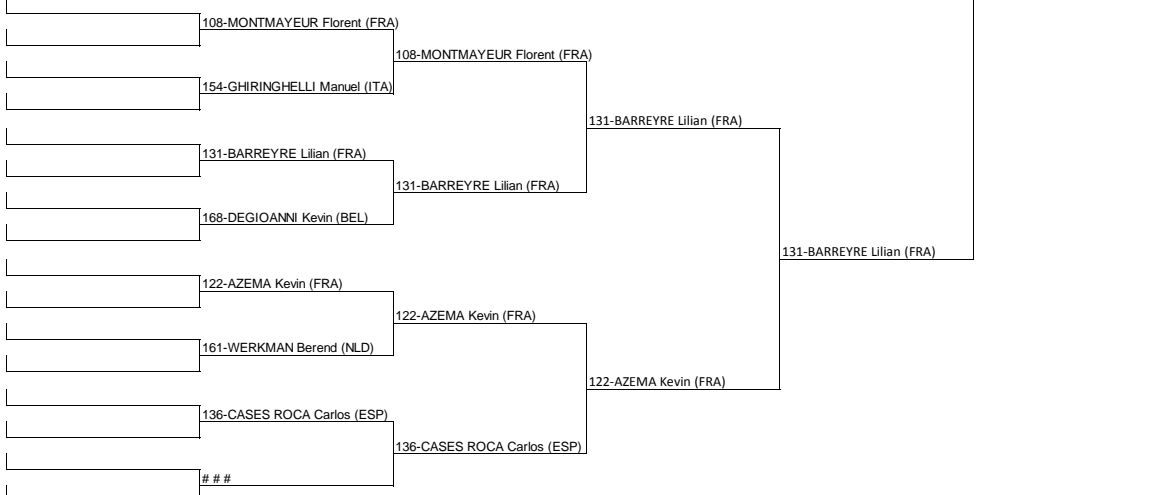 108-MONTMAYEUR Florent (FRA)
108-MONTMAYEUR Florent (FRA)
154-GHIRINGHELLI Manuel (ITA)
131-BARREYRE Lilian (FRA)
131-BARREYRE Lilian (FRA)
131-BARREYRE Lilian (FRA)
168-DEGIOANNI Kevin (BEL)
131-BARREYRE Lilian (FRA)
122-AZEMA Kevin (FRA)
122-AZEMA Kevin (FRA)
161-WERKMAN Berend (NLD)
122-AZEMA Kevin (FRA)
136-CASES ROCA Carlos (ESP)
136-CASES ROCA Carlos (ESP)
# # #